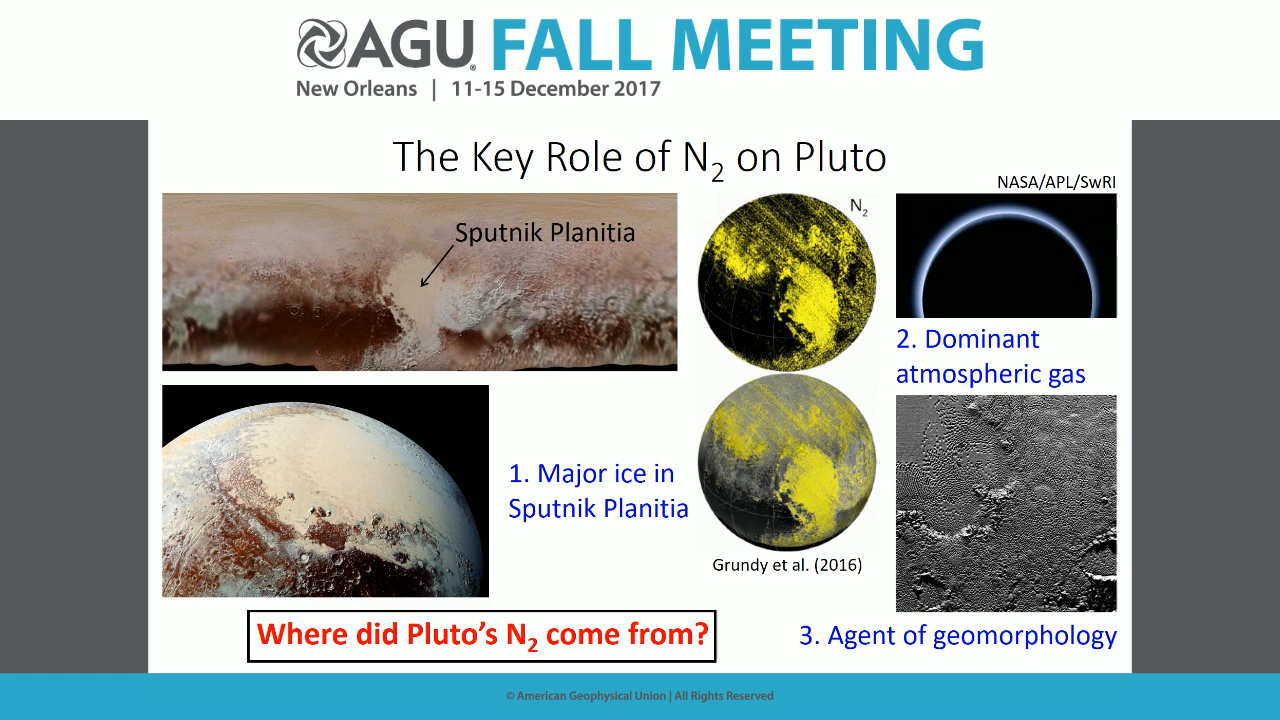 AGU FALL MEETING
New Orleans | 11-15 December 2017
The Key Role of N₂ on Pluto
NASA/APL/SwRI
Sputnik Planitia
N₂
2. Dominant
atmospheric gas
1. Major ice in
Sputnik Planitia
Grundy et al. (2016)
Where did Pluto's N₂ come from?
3. Agent of geomorphology
© American Geophysical Union | All Rights Reserved